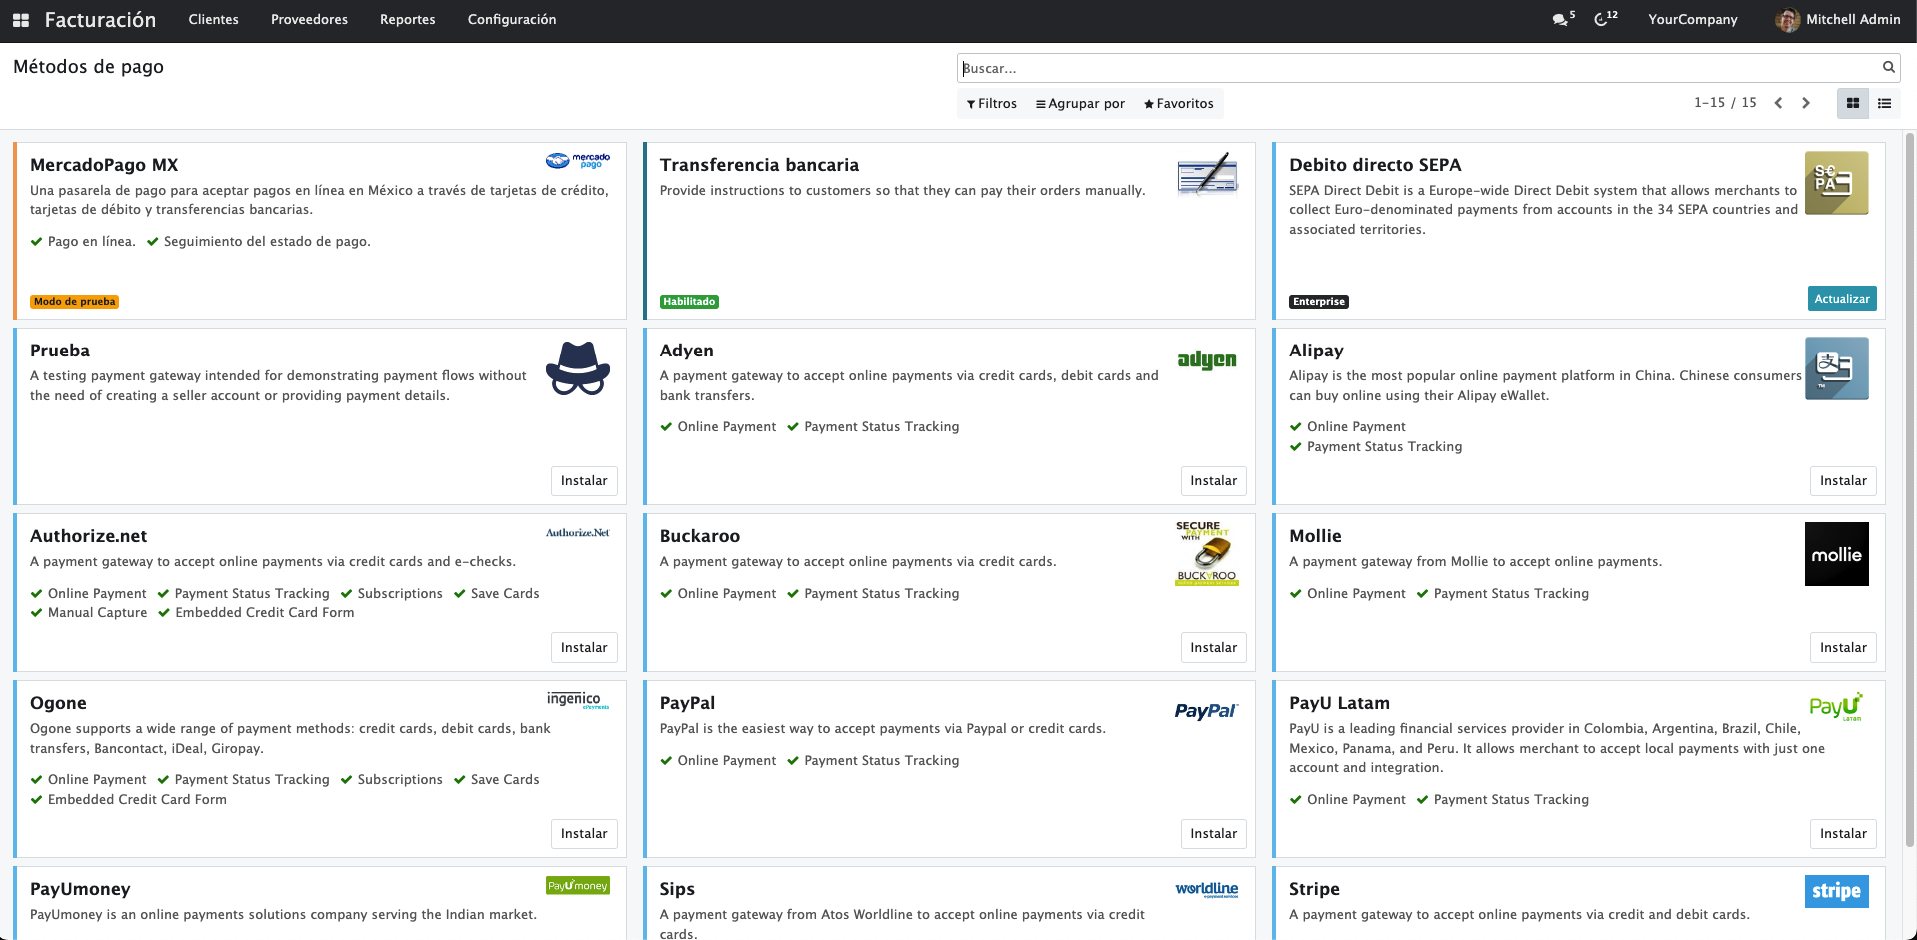 Facturación Clientes Proveedores Reportes Configuración 5 12 YourCompany Mitchell Admin
Métodos de pago
Buscar...
Filtros Agrupar por Favoritos 1-15 / 15
MercadoPago MX
mercado
pago
Una pasarela de pago para aceptar pagos en línea en México a través de tarjetas de crédito,
tarjetas de débito y transferencias bancarias.
Pago en línea. Seguimiento del estado de pago.
Modo de prueba
Transferencia bancaria
Provide instructions to customers so that they can pay their orders manually.
Habilitado
Debito directo SEPA
S€
PA
SEPA Direct Debit is a Europe-wide Direct Debit system that allows merchants to
collect Euro-denominated payments from accounts in the 34 SEPA countries and
associated territories.
Enterprise
Actualizar
Prueba
A testing payment gateway intended for demonstrating payment flows without
the need of creating a seller account or providing payment details.
Instalar
Adyen
adyen
A payment gateway to accept online payments via credit cards, debit cards and
bank transfers.
Online Payment Payment Status Tracking
Instalar
Alipay
支
TM
Alipay is the most popular online payment platform in China. Chinese consumers
can buy online using their Alipay eWallet.
Online Payment
Payment Status Tracking
Instalar
Authorize.net
Authorize.Net
A payment gateway to accept online payments via credit cards and e-checks.
Online Payment Payment Status Tracking Subscriptions Save Cards
Manual Capture Embedded Credit Card Form
Instalar
Buckaroo
SECURE
PAYMENT
WITH
BUCKAROO
A payment gateway to accept online payments via credit cards.
Online Payment Payment Status Tracking
Instalar
Mollie
mollie
A payment gateway from Mollie to accept online payments.
Online Payment Payment Status Tracking
Instalar
Ogone
ingenico
ePayments
Ogone supports a wide range of payment methods: credit cards, debit cards, bank
transfers, Bancontact, iDeal, Giropay.
Online Payment Payment Status Tracking Subscriptions Save Cards
Embedded Credit Card Form
Instalar
PayPal
PayPal
PayPal is the easiest way to accept payments via Paypal or credit cards.
Online Payment Payment Status Tracking
Instalar
PayU Latam
PayU
LATAM
PayU is a leading financial services provider in Colombia, Argentina, Brazil, Chile,
Mexico, Panama, and Peru. It allows merchant to accept local payments with just one
account and integration.
Online Payment Payment Status Tracking
Instalar
PayUmoney
PayUmoney
PayUmoney is an online payments solutions company serving the Indian market.
Sips
worldline
e-payment services
A payment gateway from Atos Worldline to accept online payments via credit
cards.
Stripe
stripe
A payment gateway to accept online payments via credit and debit cards.